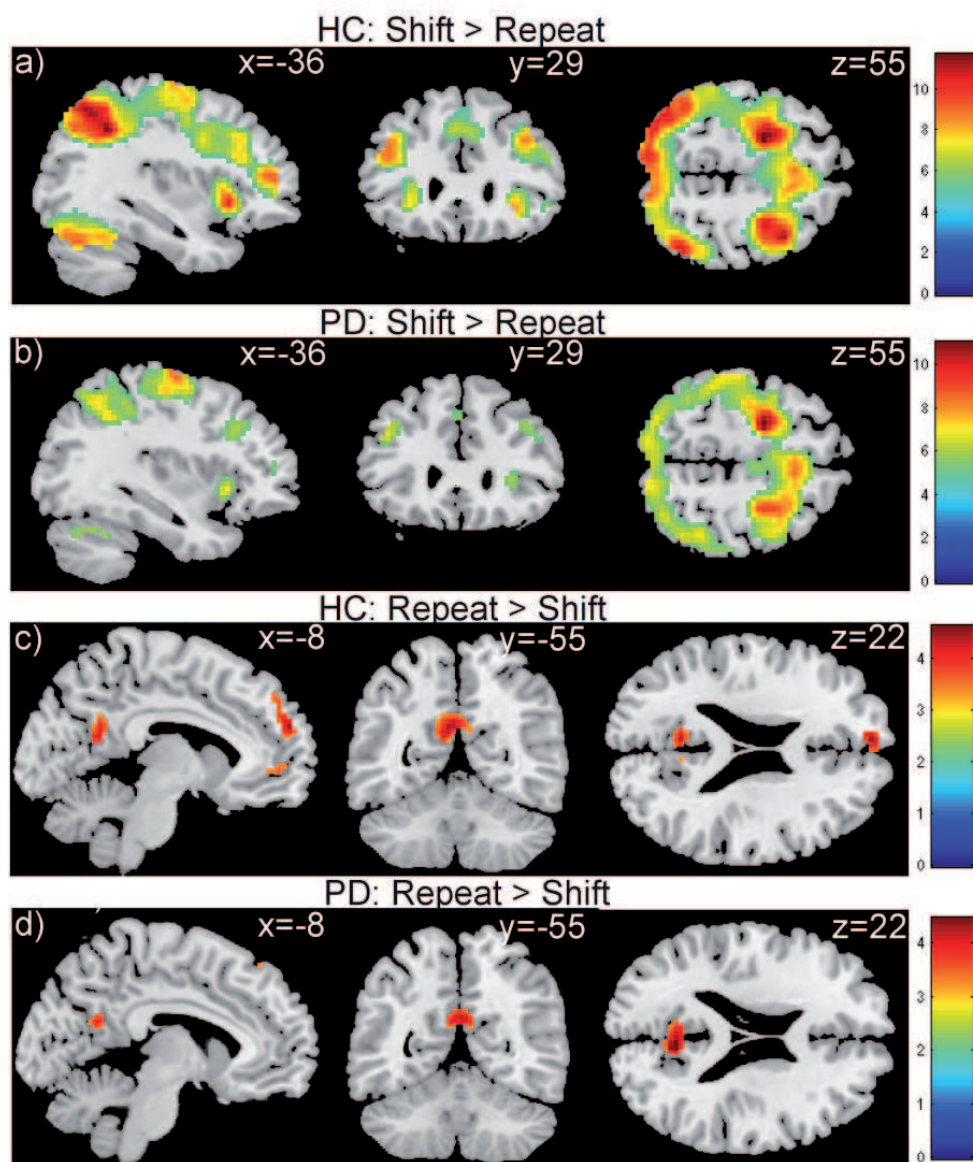 HC: Shift > Repeat
a) x=-36 y=29 z=55
10
8
6
4
2
0
PD: Shift > Repeat
b) x=-36 y=29 z=55
10
8
6
4
2
0
HC: Repeat > Shift
c) x=-8 y=-55 z=22
4
3
2
1
0
PD: Repeat > Shift
d) x=-8 y=-55 z=22
4
3
2
1
0